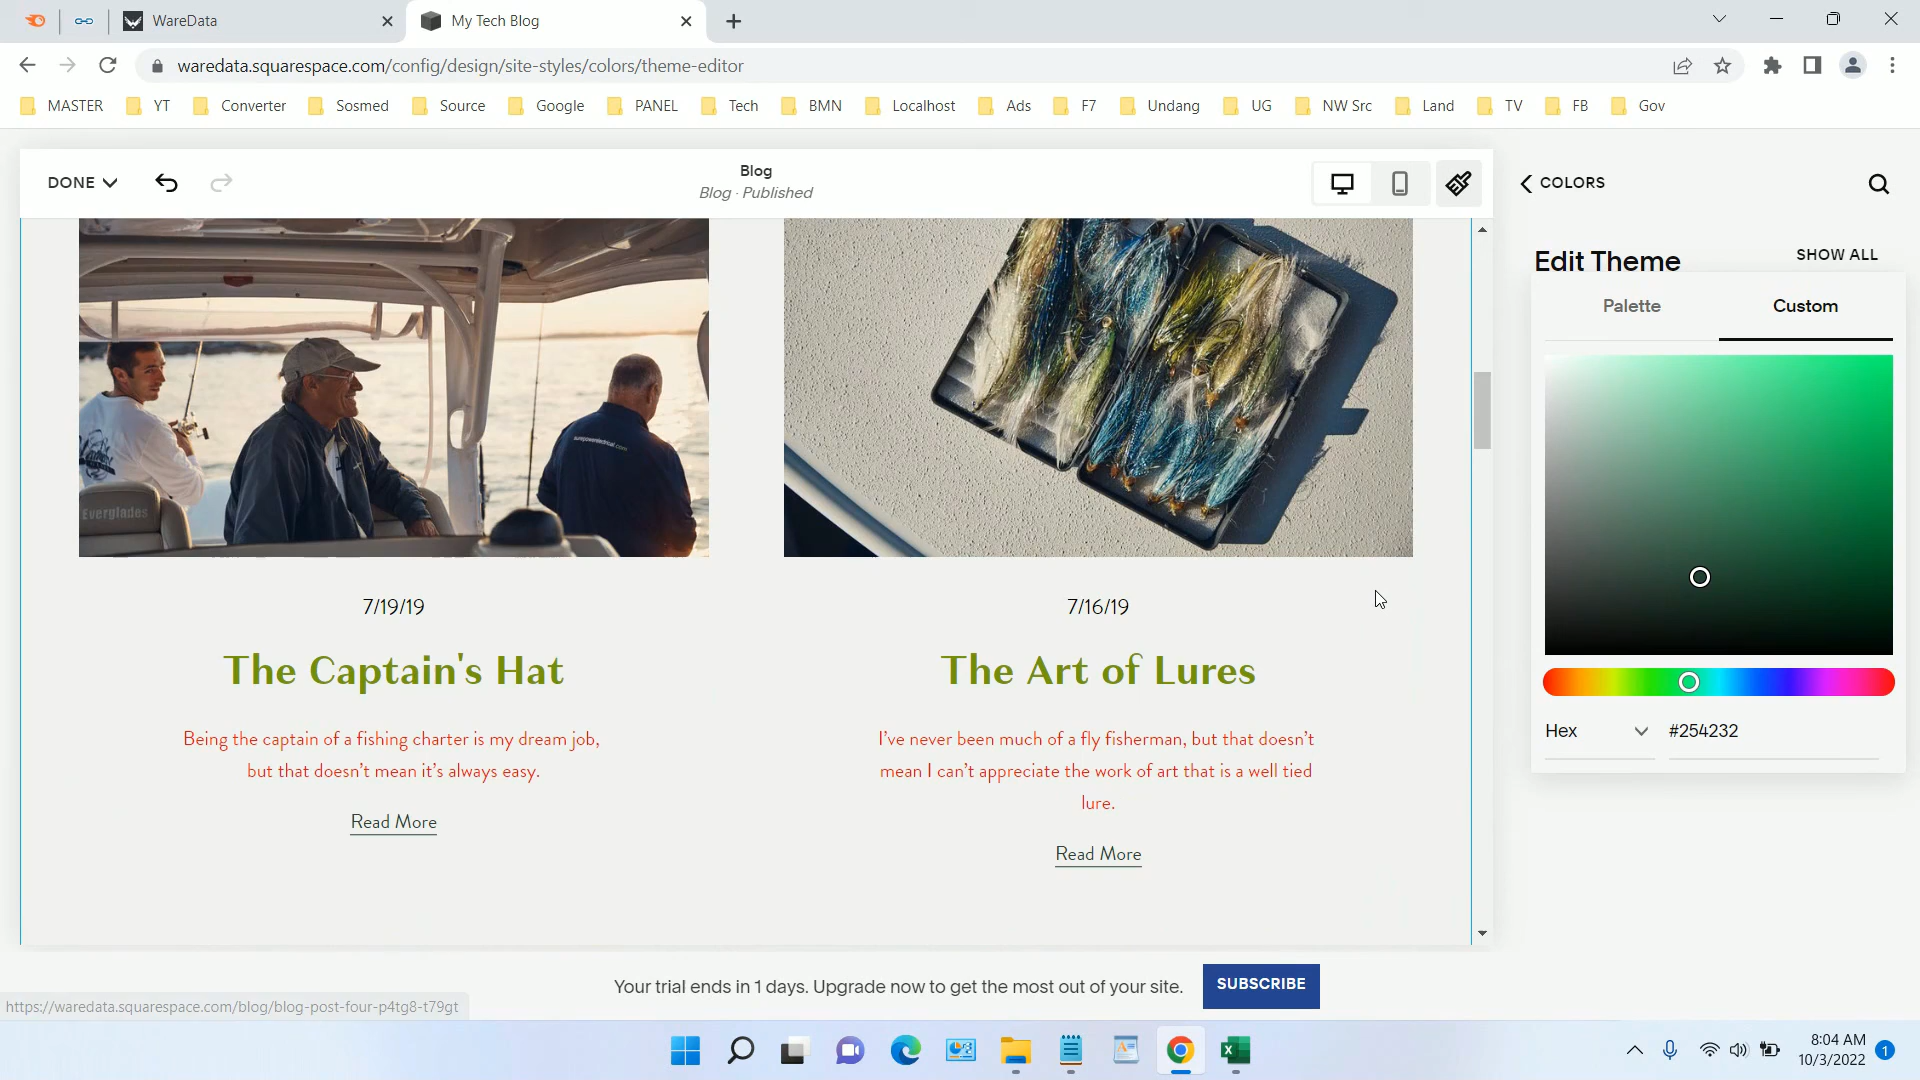 WareData
My Tech Blog
waredata.squarespace.com/config/design/site-styles/colors/theme-editor
MASTER YT Converter Sosmed Source Google PANEL Tech BMN Localhost Ads F7 Undang UG NW Src Land TV FB Gov
DONE
Blog
Blog · Published
COLORS
Edit Theme
SHOW ALL
Palette
Custom
Hex
#254232
Everglades
7/19/19
The Captain's Hat
Being the captain of a fishing charter is my dream job,
but that doesn’t mean it’s always easy.
Read More
7/16/19
The Art of Lures
I’ve never been much of a fly fisherman, but that doesn’t
mean I can’t appreciate the work of art that is a well tied
lure.
Read More
Your trial ends in 1 days. Upgrade now to get the most out of your site.
SUBSCRIBE
https://waredata.squarespace.com/blog/blog-post-four-p4tg8-t79gt
8:04 AM
10/3/2022
1